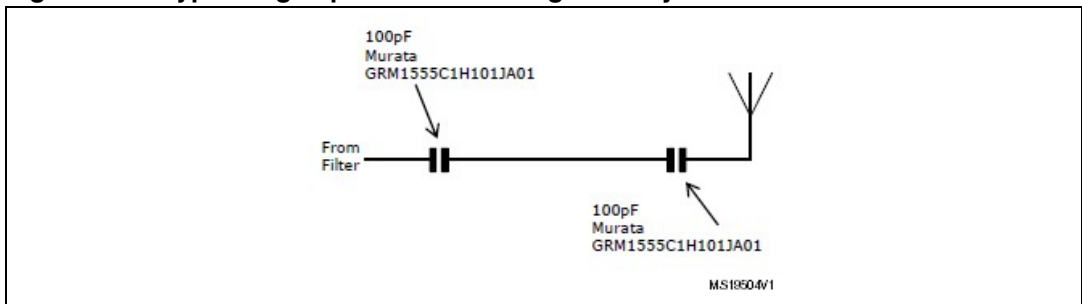 100pF
Murata
GRM1555C1H101JA01
From
Filter
100pF
Murata
GRM1555C1H101JA01
MS19504V1